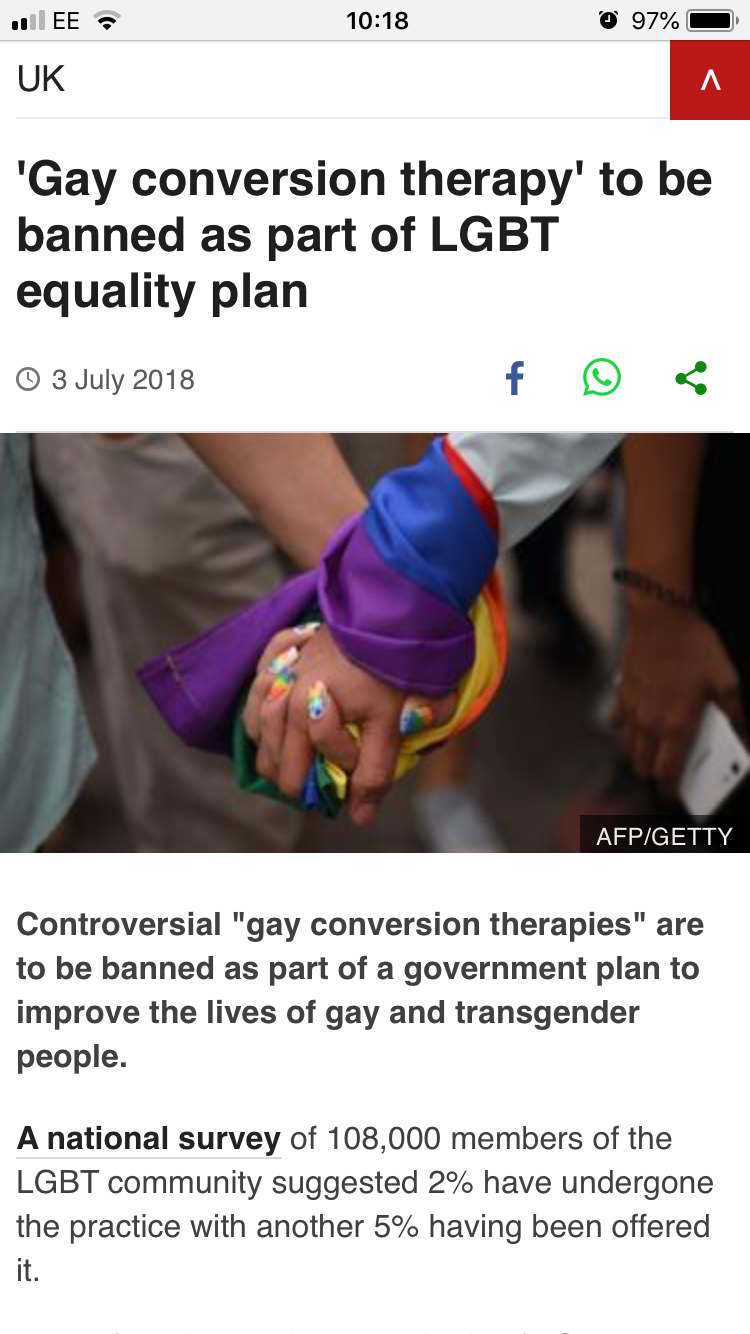 EE 10:18 97%
UK
'Gay conversion therapy' to be
banned as part of LGBT
equality plan
3 July 2018
AFP/GETTY
Controversial "gay conversion therapies" are
to be banned as part of a government plan to
improve the lives of gay and transgender
people.
A national survey of 108,000 members of the
LGBT community suggested 2% have undergone
the practice with another 5% having been offered
it.